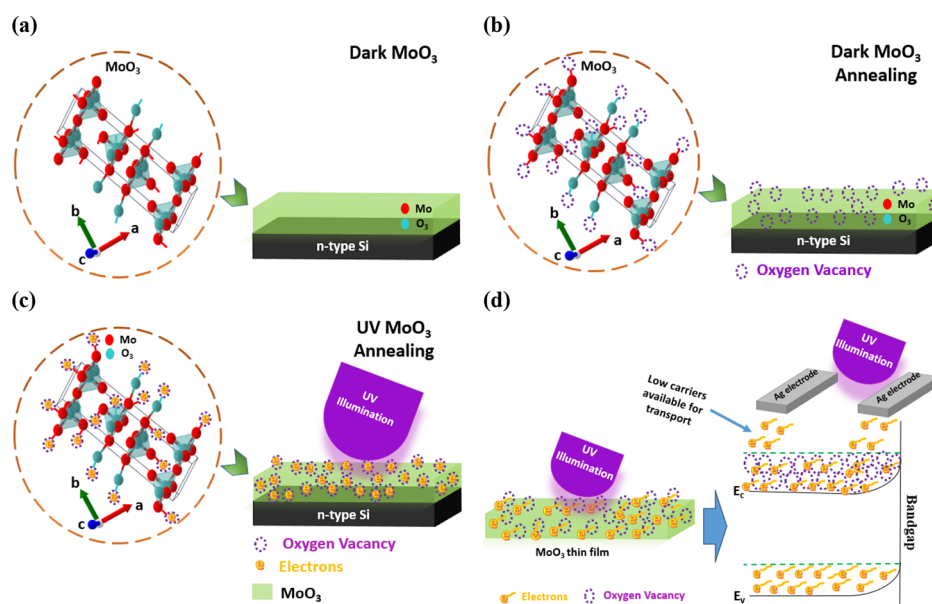 (a)
MoO₃
Dark MoO₃
b
a
c
Mo
O₃
n-type Si
(b)
MoO₃
Dark MoO₃
Annealing
b
a
c
Mo
O₃
n-type Si
Oxygen Vacancy
(c)
Mo
O₃
UV MoO₃
Annealing
UV
Illumination
b
a
c
n-type Si
Oxygen Vacancy
e Electrons
MoO₃
(d)
UV
Illumination
Ag electrode
Ag electrode
Low carriers
available for
transport
UV
Illumination
MoO₃ thin film
e Electrons
Oxygen Vacancy
E_C
Bandgap
E_V